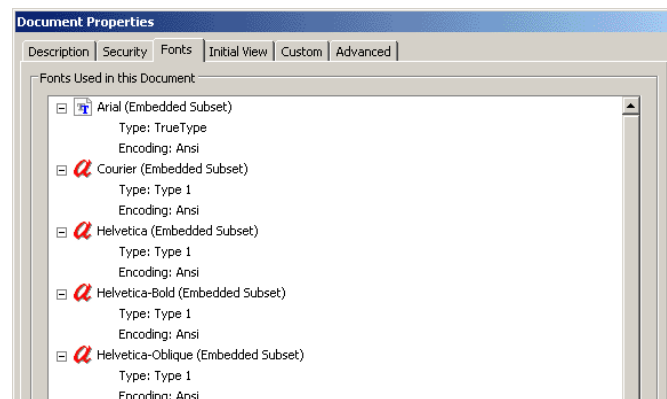 Document Properties
Description Security Fonts Initial View Custom Advanced
Fonts Used in this Document
Arial (Embedded Subset)
Type: TrueType
Encoding: Ansi
Courier (Embedded Subset)
Type: Type 1
Encoding: Ansi
Helvetica (Embedded Subset)
Type: Type 1
Encoding: Ansi
Helvetica-Bold (Embedded Subset)
Type: Type 1
Encoding: Ansi
Helvetica-Oblique (Embedded Subset)
Type: Type 1
Encoding: Ansi